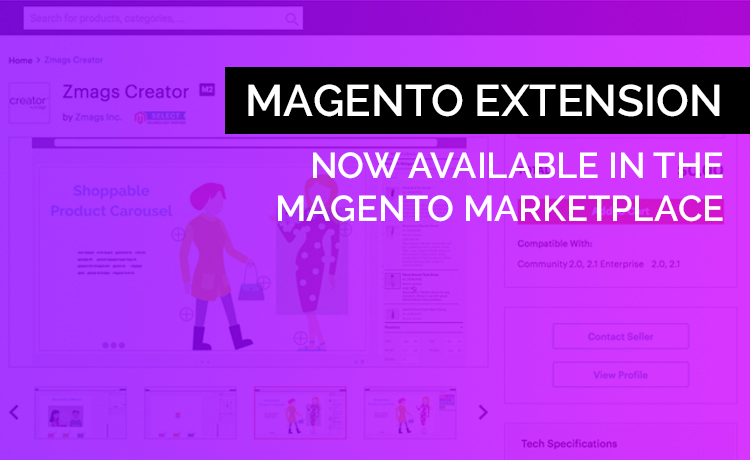 Search for products, categories, ...
Home > Zmags Creator
creator
Zmags Creator M2
by Zmags Inc. SELECT
MAGENTO EXTENSION
NOW AVAILABLE IN THE
MAGENTO MARKETPLACE
Shoppable
Product Carousel
Compatible With:
Community 2.0, 2.1 Enterprise 2.0, 2.1
Contact Seller
View Profile
Tech Specifications